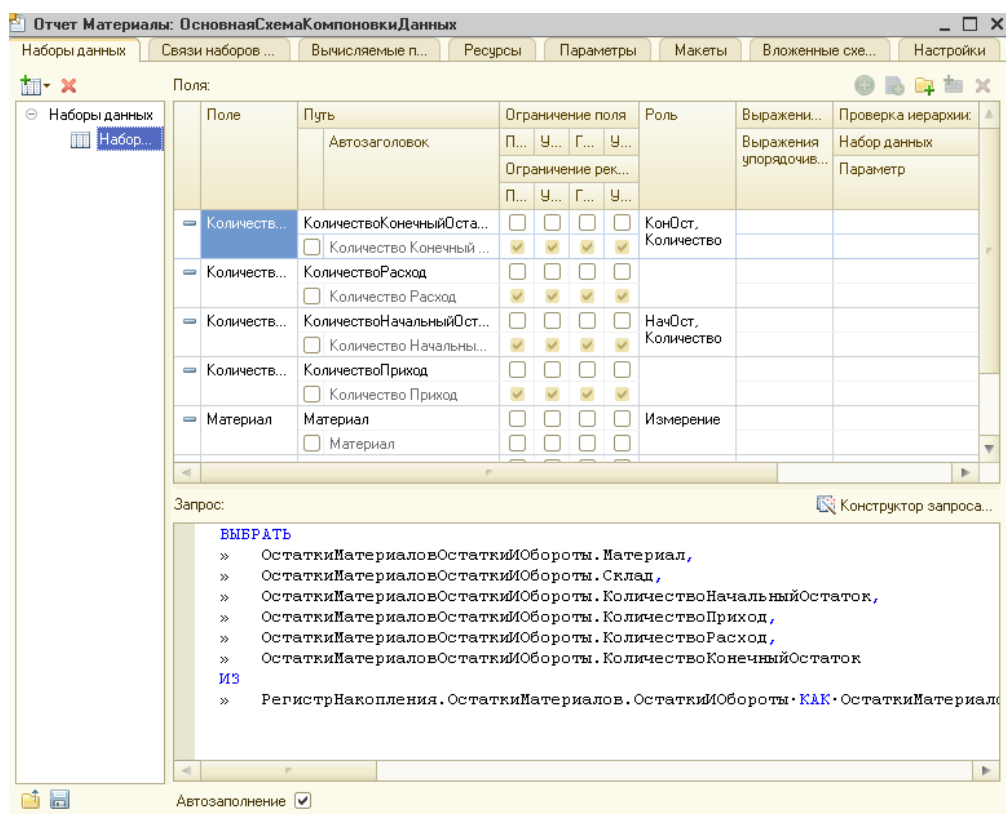 Отчет Материалы: ОсновнаяСхемаКомпоновкиДанных
Наборы данных Связи наборов ... Вычисляемые п... Ресурсы Параметры Макеты Вложенные схе... Настройки
Поля:
Наборы данных
Набор...
Поле Путь Ограничение поля Роль Выражени... Проверка иерархии:
Автозаголовок П... У... Г... У... Выражения упорядочив... Набор данных
Ограничение рек... Параметр
П... У... Г... У...
Количеств... КоличествоКонечныйОста... КонОст,
Количество Конечный ... Количество
Количеств... КоличествоРасход
Количество Расход
Количеств... КоличествоНачальныйОст... НачОст,
Количество Начальны... Количество
Количеств... КоличествоПриход
Количество Приход
Материал Материал Измерение
Материал
Запрос: Конструктор запроса...
ВЫБРАТЬ
» ОстаткиМатериаловОстаткиИОбороты.Материал,
» ОстаткиМатериаловОстаткиИОбороты.Склад,
» ОстаткиМатериаловОстаткиИОбороты.КоличествоНачальныйОстаток,
» ОстаткиМатериаловОстаткиИОбороты.КоличествоПриход,
» ОстаткиМатериаловОстаткиИОбороты.КоличествоРасход,
» ОстаткиМатериаловОстаткиИОбороты.КоличествоКонечныйОстаток
ИЗ
» РегистрНакопления.ОстаткиМатериалов.ОстаткиИОбороты·КАК·ОстаткиМатериало
Автозаполнение